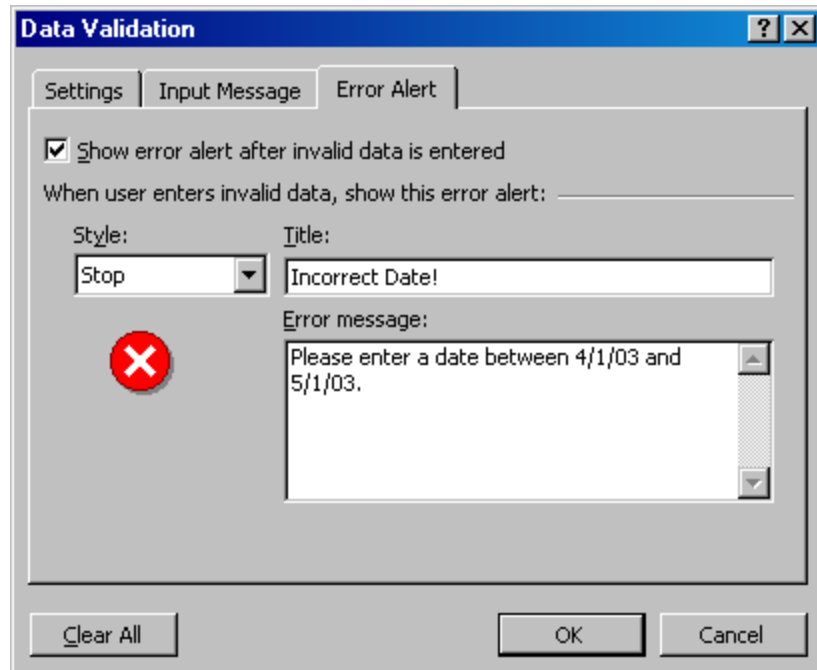 Data Validation
Settings Input Message Error Alert
Show error alert after invalid data is entered
When user enters invalid data, show this error alert:
Style: Title:
Stop Incorrect Date!
Error message:
Please enter a date between 4/1/03 and
5/1/03.
Clear All OK Cancel